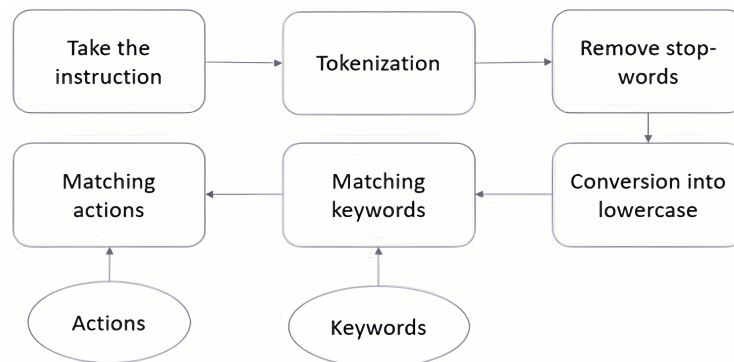 Take the
instruction
Tokenization
Remove stop-
words
Matching
actions
Matching
keywords
Conversion into
lowercase
Actions
Keywords